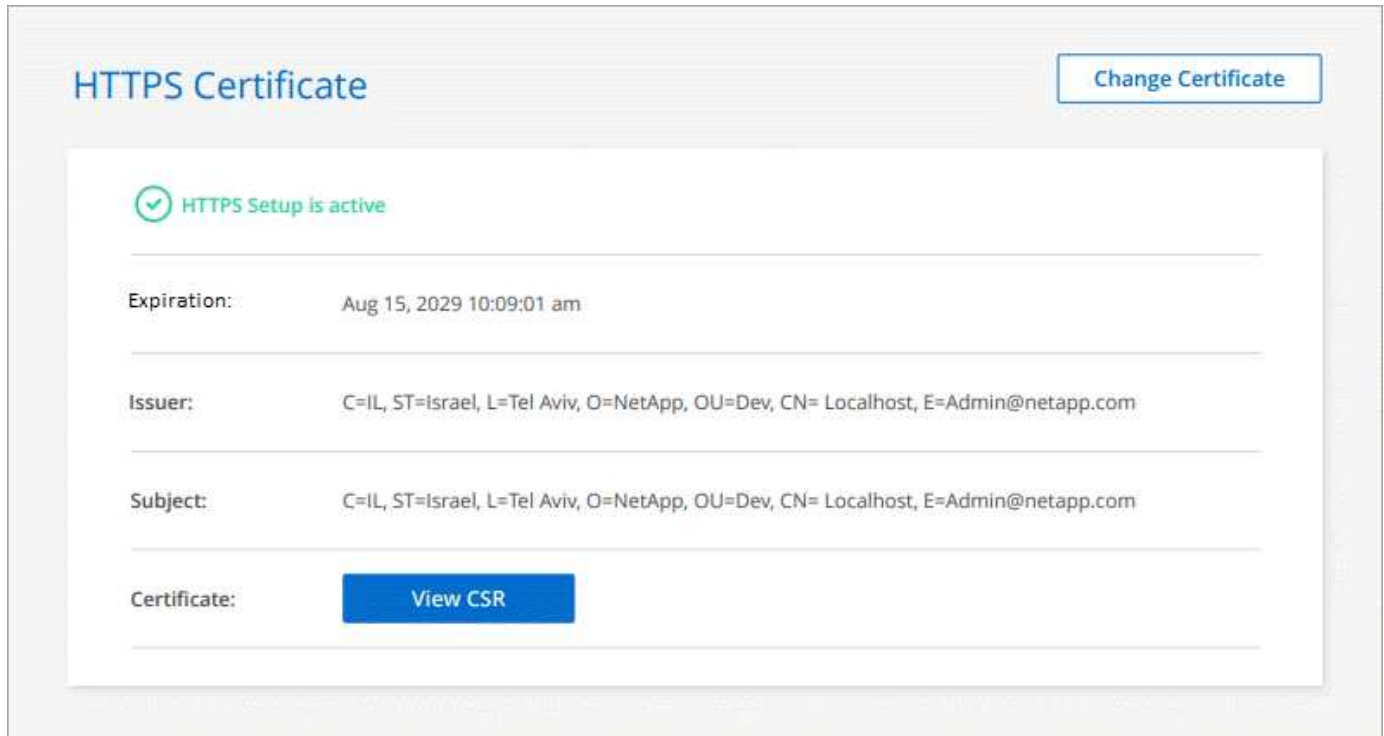 HTTPS Certificate
Change Certificate
HTTPS Setup is active
Expiration: Aug 15, 2029 10:09:01 am
Issuer: C=IL, ST=Israel, L=Tel Aviv, O=NetApp, OU=Dev, CN= Localhost, E=Admin@netapp.com
Subject: C=IL, ST=Israel, L=Tel Aviv, O=NetApp, OU=Dev, CN= Localhost, E=Admin@netapp.com
Certificate: View CSR